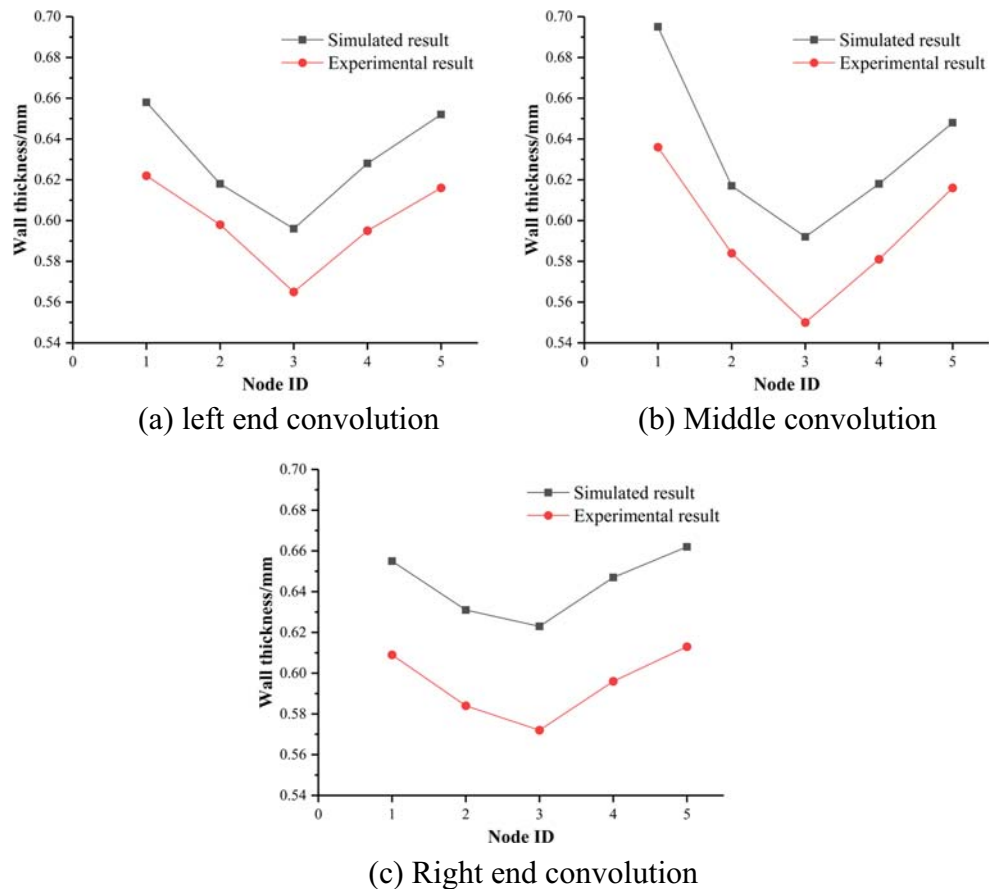 0.70
0.68
0.66
0.64
0.62
0.60
0.58
0.56
0.54
Wall thickness/mm
Simulated result
Experimental result
0 1 2 3 4 5
Node ID
(a) left end convolution
0.70
0.68
0.66
0.64
0.62
0.60
0.58
0.56
0.54
Wall thickness/mm
Simulated result
Experimental result
0 1 2 3 4 5
Node ID
(b) Middle convolution
0.70
0.68
0.66
0.64
0.62
0.60
0.58
0.56
0.54
Wall thickness/mm
Simulated result
Experimental result
0 1 2 3 4 5
Node ID
(c) Right end convolution